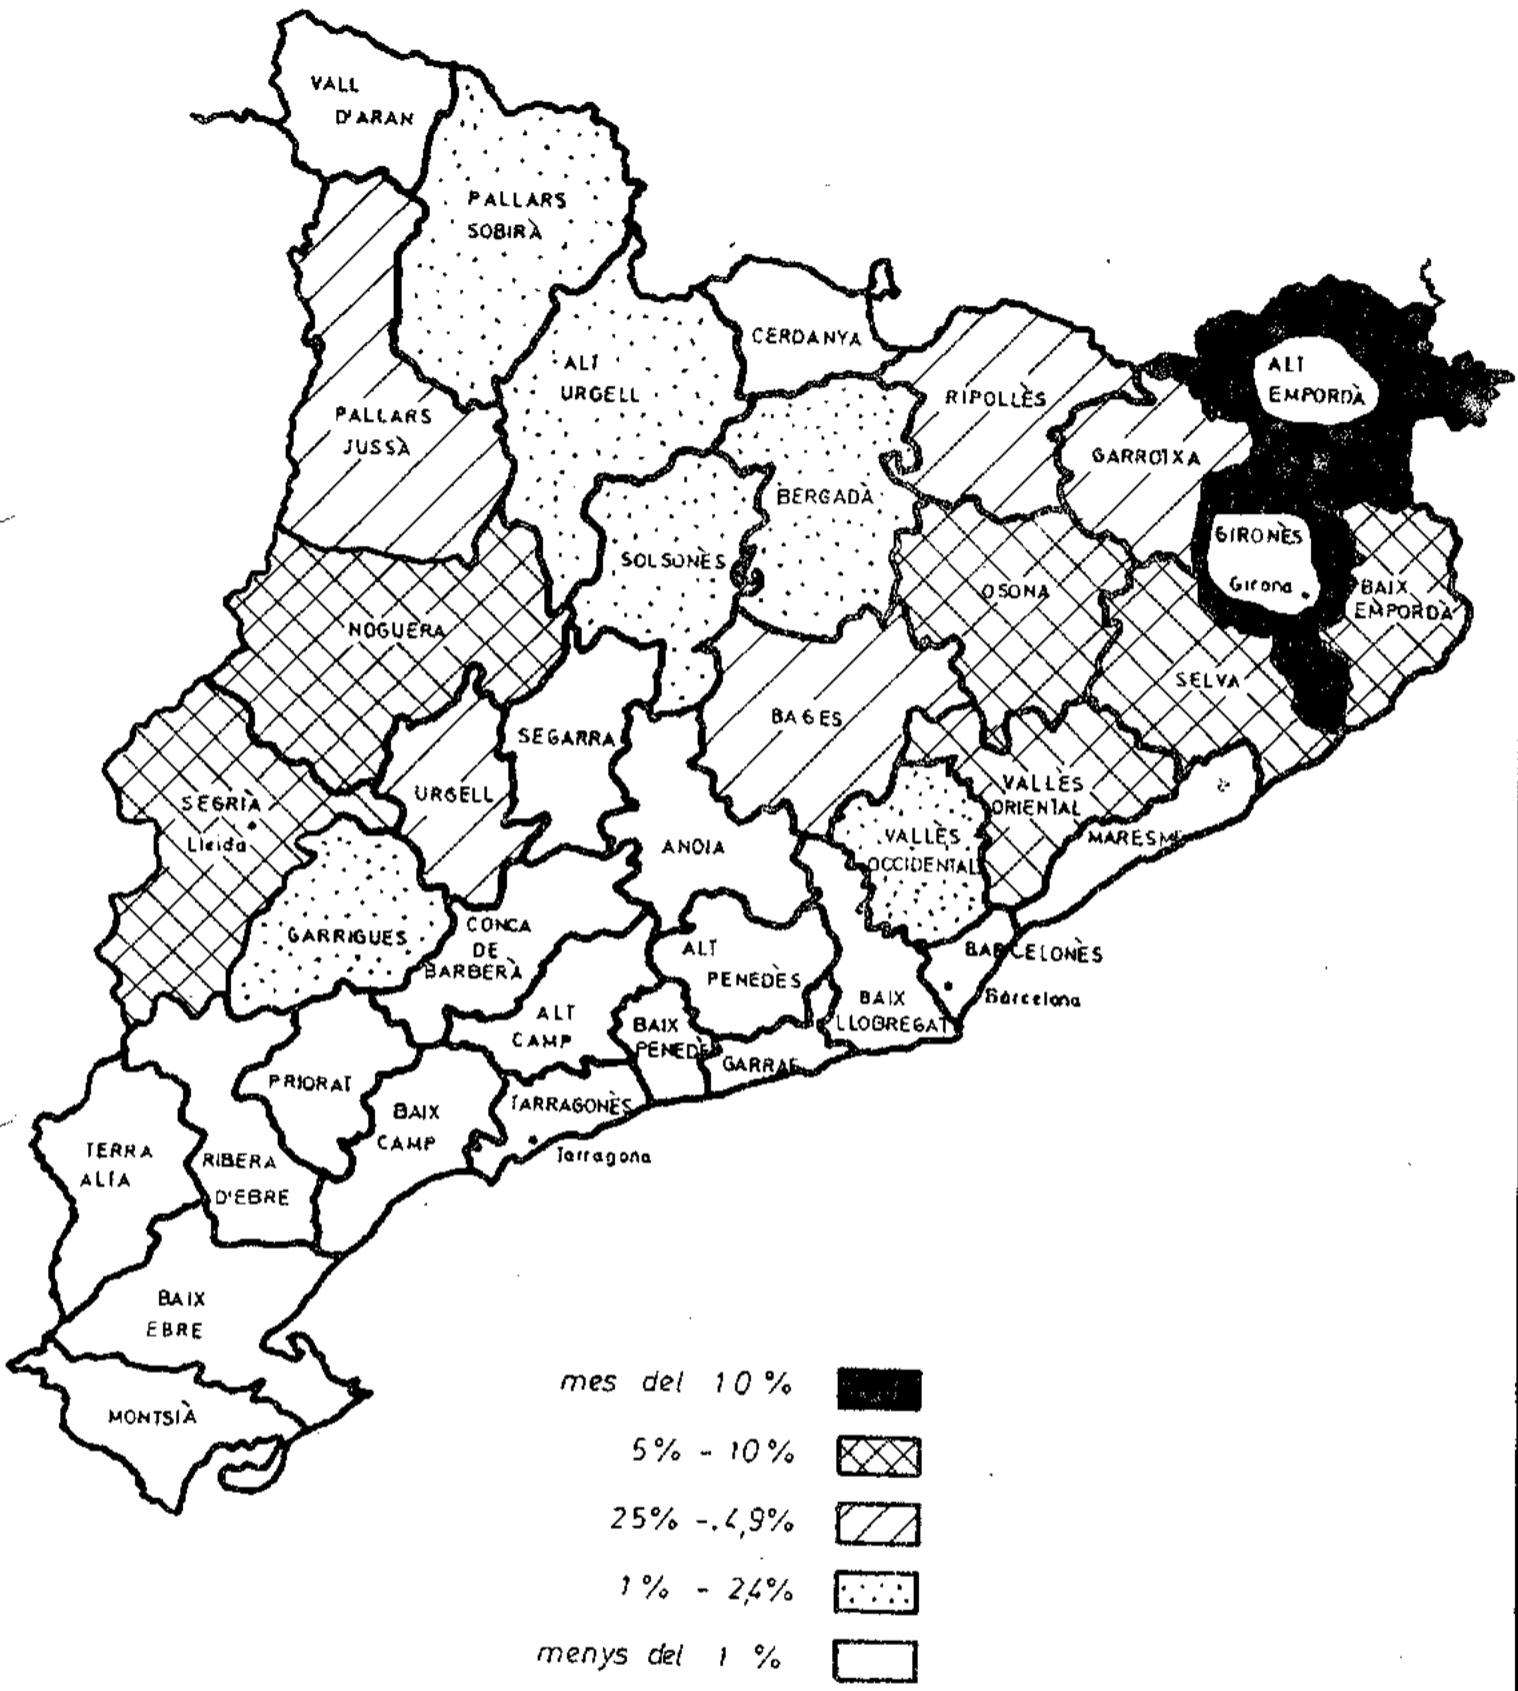 VALL
D'ARAN
PALLARS
SOBIRÀ
CERDANYA
ALT
URGELL
RIPOLLÈS
ALT
EMPORDÀ
PALLARS
JUSSÀ
GARROTXA
BERGADÀ
SOLSONÈS
GIRONÈS
Girona
OSONA
BAIX
EMPORDÀ
NOGUERA
SELVA
BAGES
SEGARRA
URGELL
VALLÈS
ORIENTAL
SEGRIÀ
Lleida
MARESME
VALLÈS
OCCIDENTAL
ANOIA
GARRIGUES
CONCA
DE
BARBERÀ
ALT
PENEDÈS
BARCELONÈS
Barcelona
BAIX
LLOBREGAT
ALT
CAMP
BAIX
PENEDÈ
GARRAF
PRIORAT
BAIX
CAMP
TARRAGONÈS
Tarragona
TERRA
ALTA
RIBERA
D'EBRE
BAIX
EBRE
MONTSIÀ
mes del 10%
5% - 10%
25% -.4,9%
1% - 2,4%
menys del 1 %